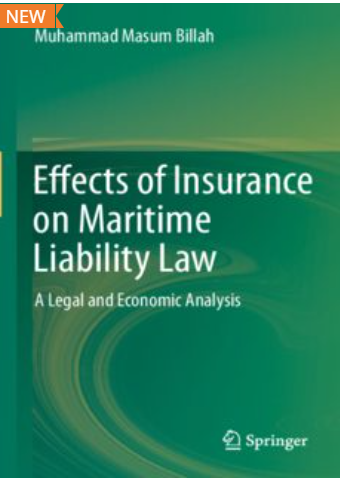 NEW
Muhammad Masum Billah
Effects of Insurance
on Maritime
Liability Law
A Legal and Economic Analysis
Springer